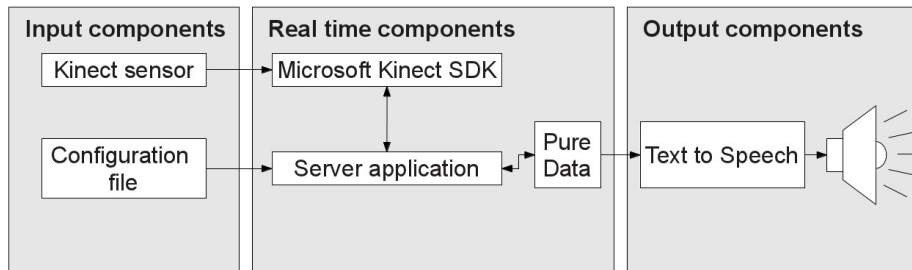 Input components
Kinect sensor
Configuration
file
Real time components
Microsoft Kinect SDK
Server application
Pure
Data
Output components
Text to Speech